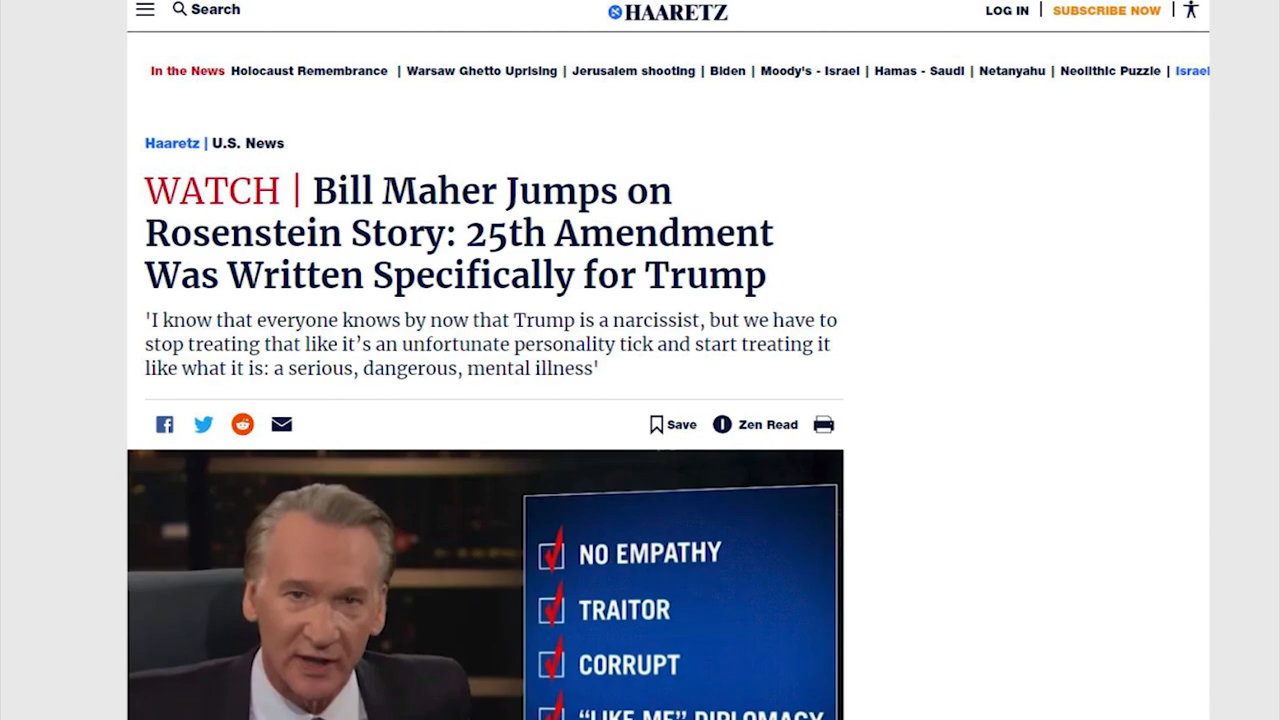 Search
HAARETZ
LOG IN | SUBSCRIBE NOW |
In the News Holocaust Remembrance | Warsaw Ghetto Uprising | Jerusalem shooting | Biden | Moody's - Israel | Hamas - Saudi | Netanyahu | Neolithic Puzzle | Israel
Haaretz | U.S. News
WATCH | Bill Maher Jumps on
Rosenstein Story: 25th Amendment
Was Written Specifically for Trump
'I know that everyone knows by now that Trump is a narcissist, but we have to
stop treating that like it’s an unfortunate personality tick and start treating it
like what it is: a serious, dangerous, mental illness'
Save
Zen Read
NO EMPATHY
TRAITOR
CORRUPT
“LIKE ME” DIPLOMACY